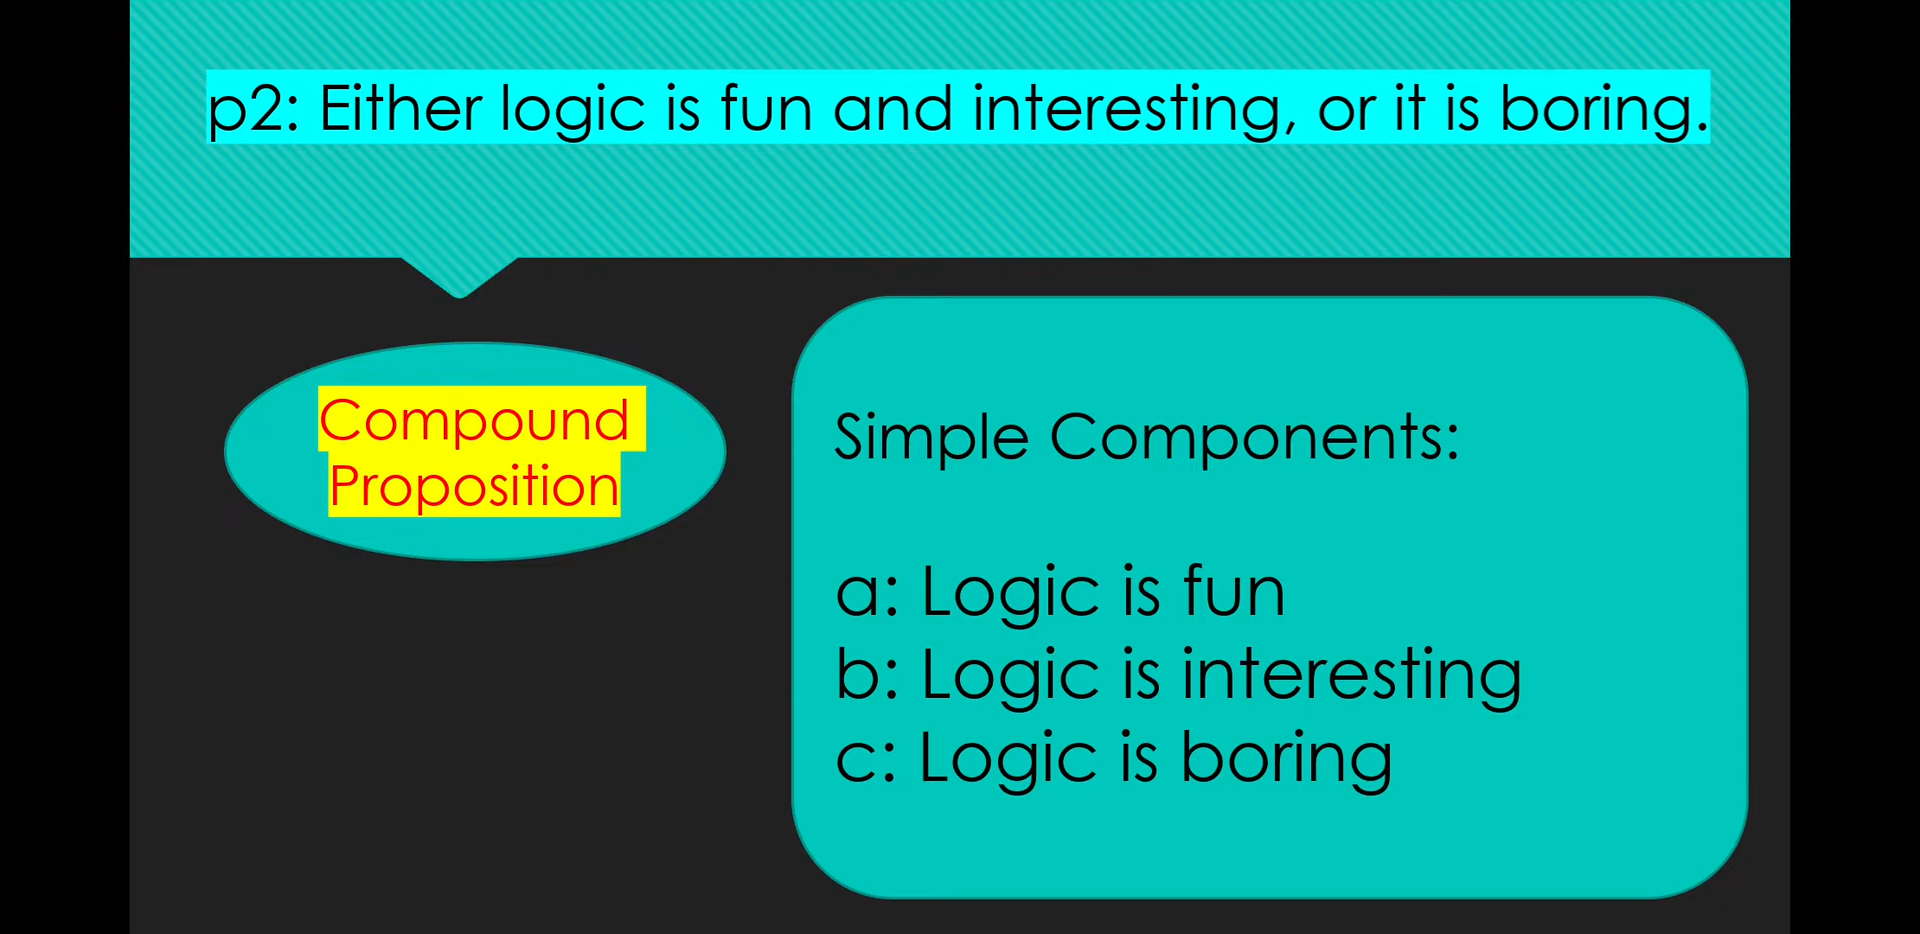 p2: Either logic is fun and interesting, or it is boring.
Compound
Proposition
Simple Components:
a: Logic is fun
b: Logic is interesting
c: Logic is boring